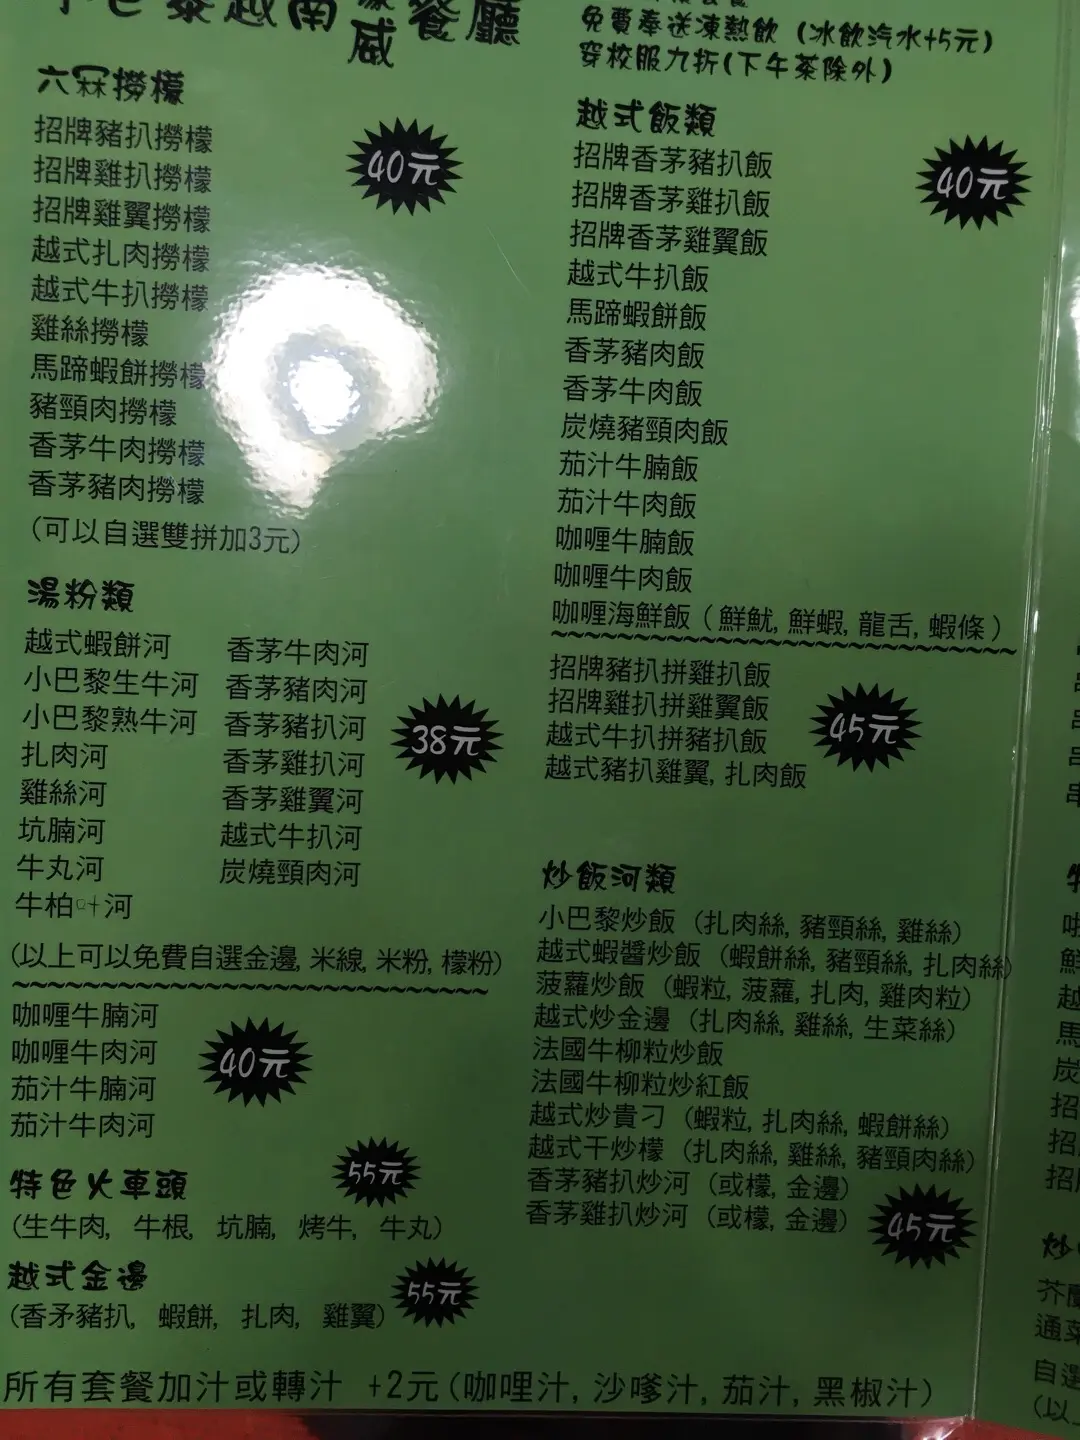 越南
餐廳
威
六冧撈檬
招牌豬扒撈檬
40元
招牌雞扒撈檬
招牌雞翼撈檬
越式扎肉撈檬
越式牛扒撈檬
雞絲撈檬
馬蹄蝦餅撈檬
豬頸肉撈檬
香茅牛肉撈檬
香茅豬肉撈檬
(可以自選雙拼加3元)
湯粉類
越式蝦餅河
小巴黎生牛河
小巴黎熟牛河
扎肉河
雞絲河
坑腩河
牛丸河
牛柏叶河
香茅牛肉河
香茅豬肉河
香茅豬扒河
香茅雞扒河
香茅雞翼河
越式牛扒河
炭燒頸肉河
38元
(以上可以免費自選金邊, 米線, 米粉, 檬粉)
~~~~~~~~~~~~~~~~~~~~~~~~~~~~~~
咖喱牛腩河
咖喱牛肉河
茄汁牛腩河
茄汁牛肉河
40元
特色火車頭
55元
(生牛肉, 牛根, 坑腩, 烤牛, 牛丸)
越式金邊
55元
(香矛豬扒, 蝦餅, 扎肉, 雞翼)
免費奉送凍熱飲 (冰飲汽水+5元)
穿校服九折(下午茶除外)
越式飯類
招牌香茅豬扒飯
40元
招牌香茅雞扒飯
招牌香茅雞翼飯
越式牛扒飯
馬蹄蝦餅飯
香茅豬肉飯
香茅牛肉飯
炭燒豬頸肉飯
茄汁牛腩飯
茄汁牛肉飯
咖喱牛腩飯
咖喱牛肉飯
咖喱海鮮飯 (鮮魷, 鮮蝦, 龍舌, 蝦條)
~~~~~~~~~~~~~~~~~~~~~~~~~~~~~~
招牌豬扒拼雞扒飯
招牌雞扒拼雞翼飯
越式牛扒拼豬扒飯
越式豬扒雞翼, 扎肉飯
45元
炒飯河類
小巴黎炒飯 (扎肉絲, 豬頸絲, 雞絲)
越式蝦醬炒飯 (蝦餅絲, 豬頸絲, 扎肉絲)
菠蘿炒飯 (蝦粒, 菠蘿, 扎肉, 雞肉粒)
越式炒金邊 (扎肉絲, 雞絲, 生菜絲)
法國牛柳粒炒飯
法國牛柳粒炒紅飯
越式炒貴刁 (蝦粒, 扎肉絲, 蝦餅絲)
越式干炒檬 (扎肉絲, 雞絲, 豬頸肉絲)
香茅豬扒炒河 (或檬, 金邊)
香茅雞扒炒河 (或檬, 金邊)
45元
所有套餐加汁或轉汁 +2元(咖哩汁, 沙嗲汁, 茄汁, 黑椒汁)
越
馬
炭
招
招
招
炒
通菜
自選